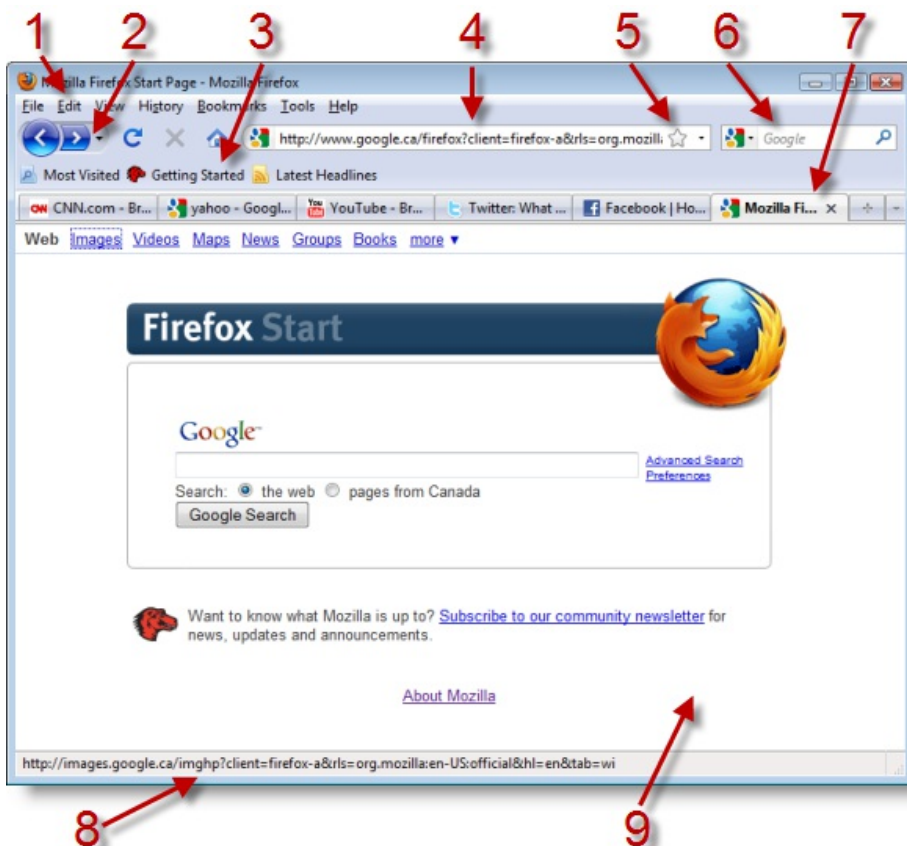 1 2 3 4 5 6 7
Mozilla Firefox Start Page - Mozilla Firefox
File Edit View History Bookmarks Tools Help
http://www.google.ca/firefox?client=firefox-a&rls=org.mozilla Google
Most Visited Getting Started Latest Headlines
CNN.com - Br... yahoo - Googl... YouTube - Br... Twitter: What ... Facebook | Ho... Mozilla Fi...
Web Images Videos Maps News Groups Books more
Firefox Start
Google
Advanced Search
Preferences
Search: the web pages from Canada
Google Search
Want to know what Mozilla is up to? Subscribe to our community newsletter for
news, updates and announcements.
About Mozilla
http://images.google.ca/imghp?client=firefox-a&rls=org.mozilla:en-US:official&hl=en&tab=wi
8 9